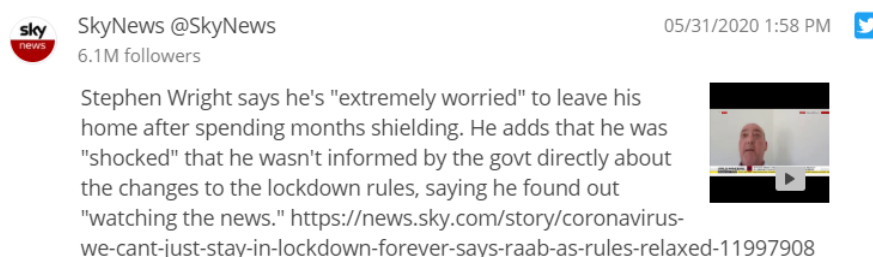 sky
news
SkyNews @SkyNews
05/31/2020 1:58 PM
6.1M followers
Stephen Wright says he's "extremely worried" to leave his
home after spending months shielding. He adds that he was
"shocked" that he wasn't informed by the govt directly about
the changes to the lockdown rules, saying he found out
"watching the news." https://news.sky.com/story/coronavirus-
we-cant-just-stay-in-lockdown-forever-says-raab-as-rules-relaxed-11997908